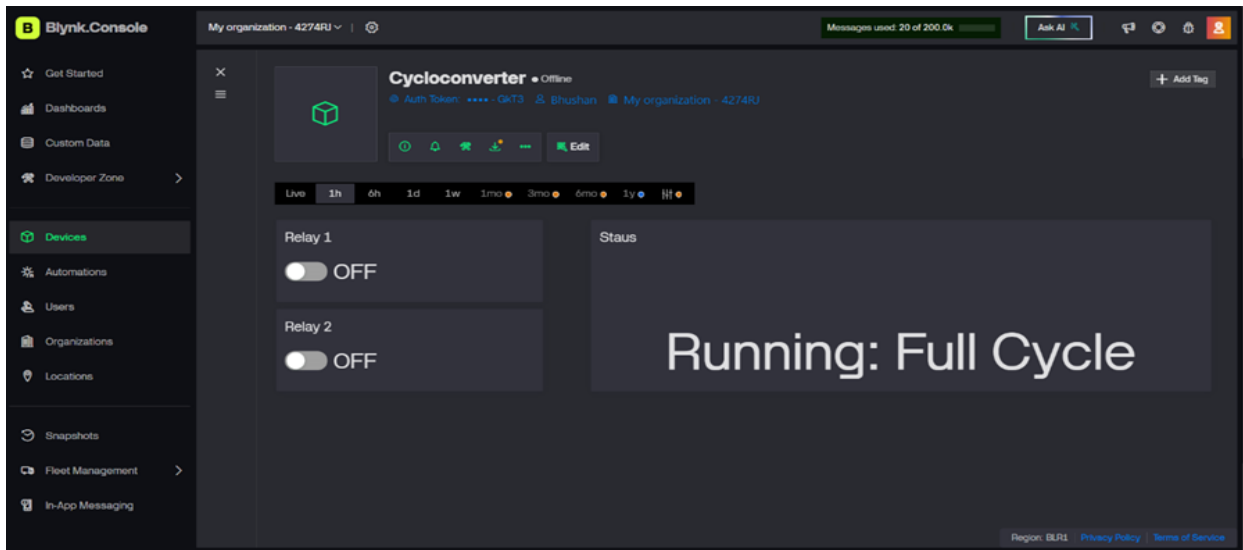 B Blynk.Console
My organization - 4274RJ
Messages used: 20 of 200.0k
Ask AI
Get Started
Dashboards
Custom Data
Developer Zone
Devices
Automations
Users
Organizations
Locations
Snapshots
Fleet Management
In-App Messaging
Cycloconverter • Offline
Auth Token: •••• - GkT3 Bhushan My organization - 4274RJ
Add Tag
Edit
Live 1h 6h 1d 1w 1mo 3mo 6mo 1y
Relay 1
OFF
Relay 2
OFF
Staus
Running: Full Cycle
Region: BLR1 Privacy Policy Terms of Service